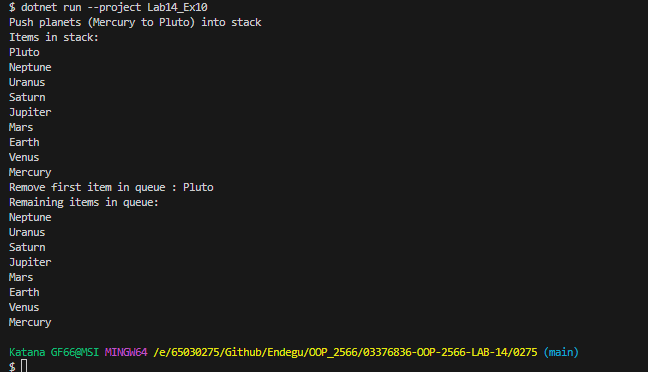 $ dotnet run --project Lab14_Ex10
Push planets (Mercury to Pluto) into stack
Items in stack:
Pluto
Neptune
Uranus
Saturn
Jupiter
Mars
Earth
Venus
Mercury
Remove first item in queue : Pluto
Remaining items in queue:
Neptune
Uranus
Saturn
Jupiter
Mars
Earth
Venus
Mercury
Katana GF66@MSI MINGW64 /e/65030275/Github/Endegu/OOP_2566/03376836-OOP-2566-LAB-14/0275 (main)
$